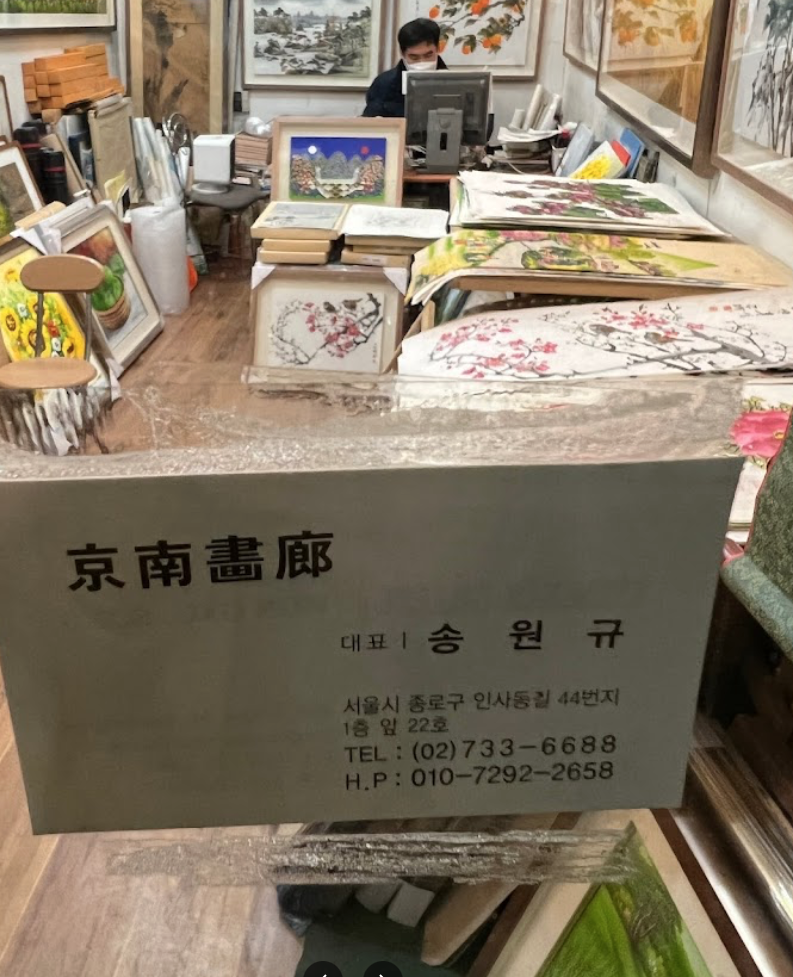 京南畵廊
대표 | 송 원 규
서울시 종로구 인사동길 44번지
1층 앞 22호
TEL : (02)733-6688
H.P : 010-7292-2658